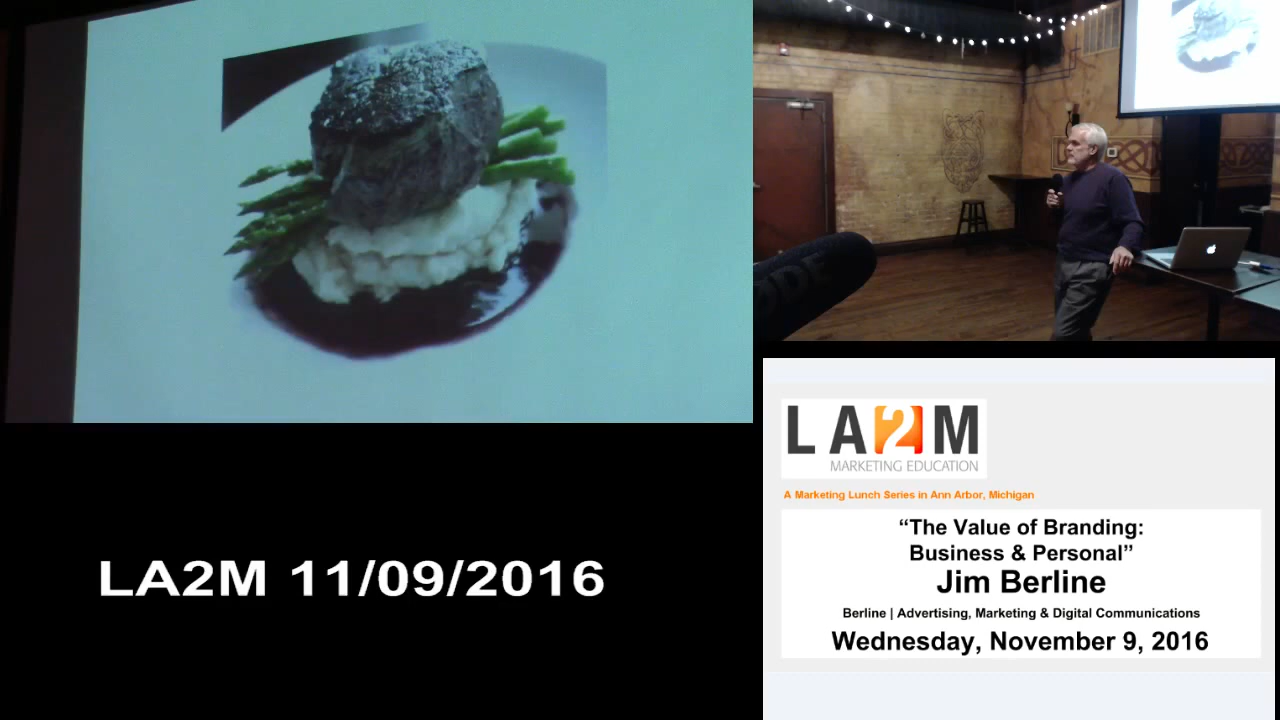 LA2M 11/09/2016
RODE
LA2M
MARKETING EDUCATION
A Marketing Lunch Series in Ann Arbor, Michigan
“The Value of Branding:
Business & Personal”
Jim Berline
Berline | Advertising, Marketing & Digital Communications
Wednesday, November 9, 2016